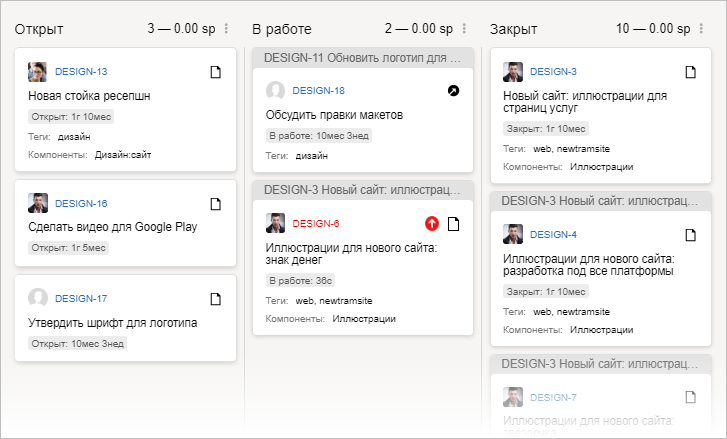 Открыт
3 — 0.00 sp
DESIGN-13
Новая стойка ресепшн
Открыт: 1г 10мес
Теги: дизайн
Компоненты: Дизайн:сайт
DESIGN-16
Сделать видео для Google Play
Открыт: 1г 5мес
DESIGN-17
Утвердить шрифт для логотипа
Открыт: 10мес 3нед
В работе
2 — 0.00 sp
DESIGN-11 Обновить логотип для ...
DESIGN-18
Обсудить правки макетов
В работе: 10мес 3нед
Теги: дизайн
DESIGN-3 Новый сайт: иллюстрац...
DESIGN-6
Иллюстрации для нового сайта:
знак денег
В работе: 36с
Теги: web, newtramsite
Компоненты: Иллюстрации
Закрыт
10 — 0.00 sp
DESIGN-3
Новый сайт: иллюстрации для
страниц услуг
Закрыт: 1г 10мес
Теги: web, newtramsite
Компоненты: Иллюстрации
DESIGN-3 Новый сайт: иллюстрац...
DESIGN-4
Иллюстрации для нового сайта:
разработка под все платформы
Закрыт: 1г 10мес
Теги: web, newtramsite
Компоненты: Иллюстрации
DESIGN-3 Новый сайт: иллюстрац...
DESIGN-7
Иллюстрации для нового сайта: